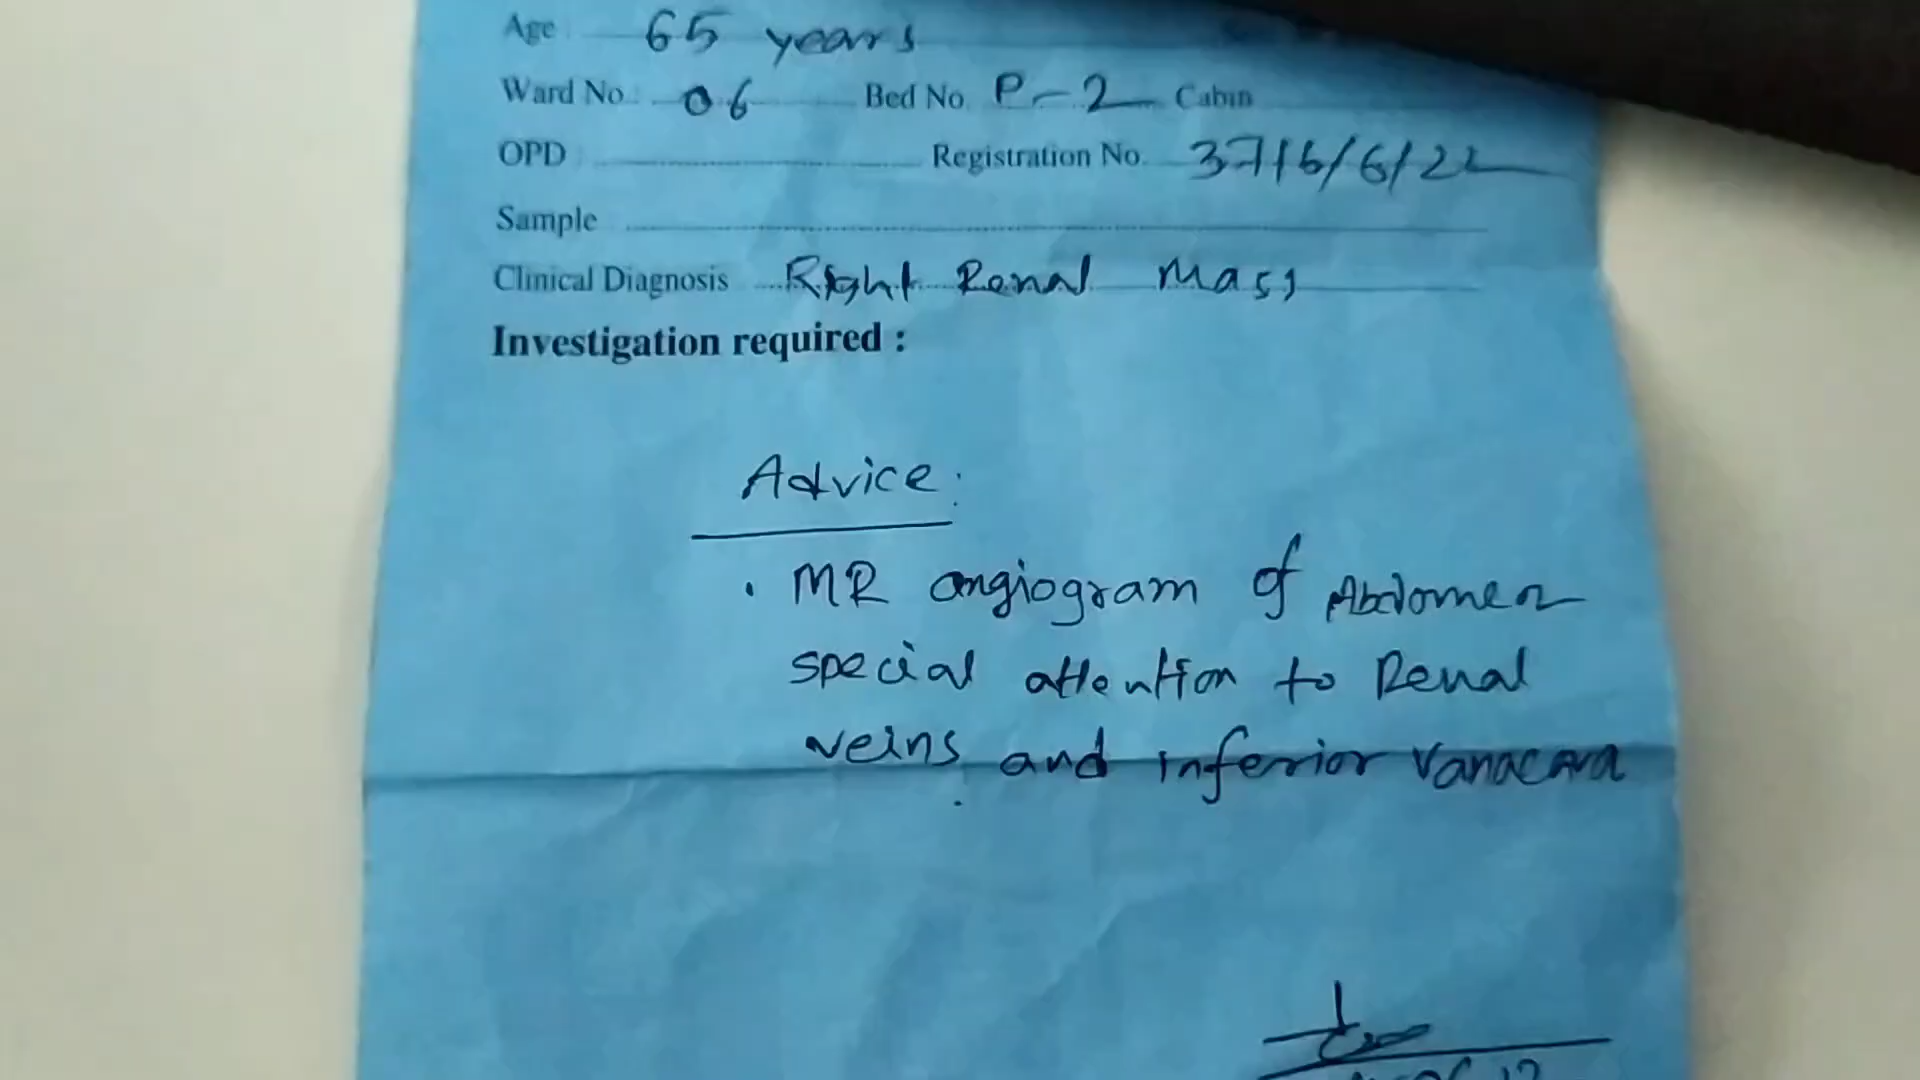 Age 65 years
Ward No. 06 Bed No. P-2 Cabin
OPD Registration No. 3716/6/22
Sample
Clinical Diagnosis Right Renal Mass
Investigation required :
Advice:
. MR angiogram of Abdomen
special attention to Renal
veins and inferior vanacava